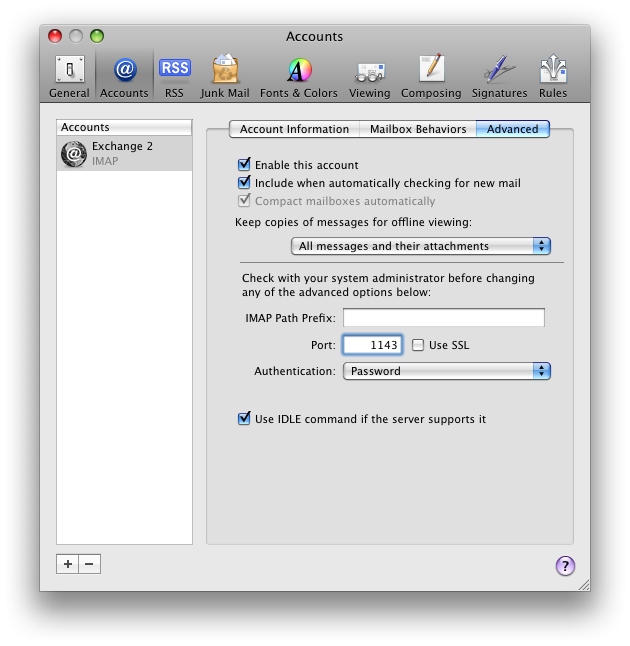 Accounts
General Accounts RSS Junk Mail Fonts & Colors Viewing Composing Signatures Rules
RSS
Accounts
Exchange 2
IMAP
Account Information Mailbox Behaviors Advanced
Enable this account
Include when automatically checking for new mail
Compact mailboxes automatically
Keep copies of messages for offline viewing:
All messages and their attachments
Check with your system administrator before changing
any of the advanced options below:
IMAP Path Prefix:
Port: 1143 Use SSL
Authentication: Password
Use IDLE command if the server supports it
+ −
?